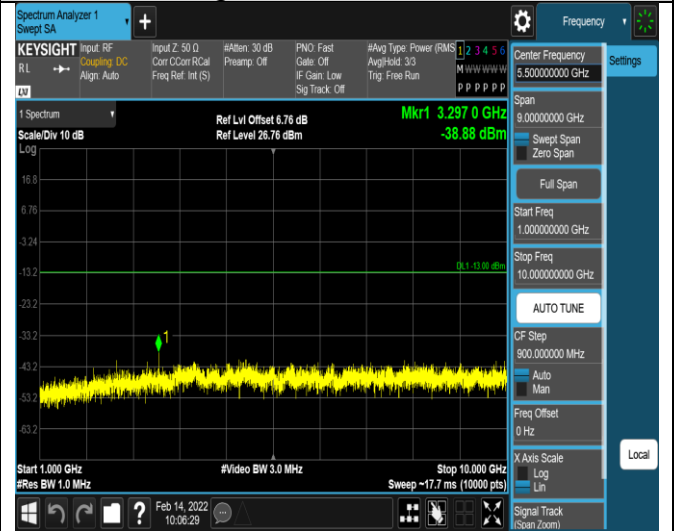 Spectrum Analyzer 1
Swept SA
+
Frequency
KEYSIGHT
RL
LXI
Input: RF
Coupling: DC
Align: Auto
Input Z: 50 Ω
Corr CCorr RCal
Freq Ref: Int (S)
#Atten: 30 dB
Preamp: Off
PNO: Fast
Gate: Off
IF Gain: Low
Sig Track: Off
#Avg Type: Power (RMS
Avg|Hold: 3/3
Trig: Free Run
1 2 3 4 5 6
M W W W W W
P P P P P P
Center Frequency
5.500000000 GHz
Settings
1 Spectrum
Scale/Div 10 dB
Log
Ref Lvl Offset 6.76 dB
Ref Level 26.76 dBm
Mkr1 3.297 0 GHz
-38.88 dBm
Span
9.00000000 GHz
Swept Span
Zero Span
Full Span
Start Freq
1.000000000 GHz
Stop Freq
10.000000000 GHz
AUTO TUNE
CF Step
900.000000 MHz
Auto
Man
Freq Offset
0 Hz
X Axis Scale
Log
Lin
Local
Signal Track
(Span Zoom)
16.8
6.76
-3.24
-13.2
DL1 -13.00 dBm
-23.2
-33.2
1
-43.2
-53.2
-63.2
Start 1.000 GHz
#Video BW 3.0 MHz
Stop 10.000 GHz
#Res BW 1.0 MHz
Sweep ~17.7 ms (10000 pts)
?
Feb 14, 2022
10:06:29